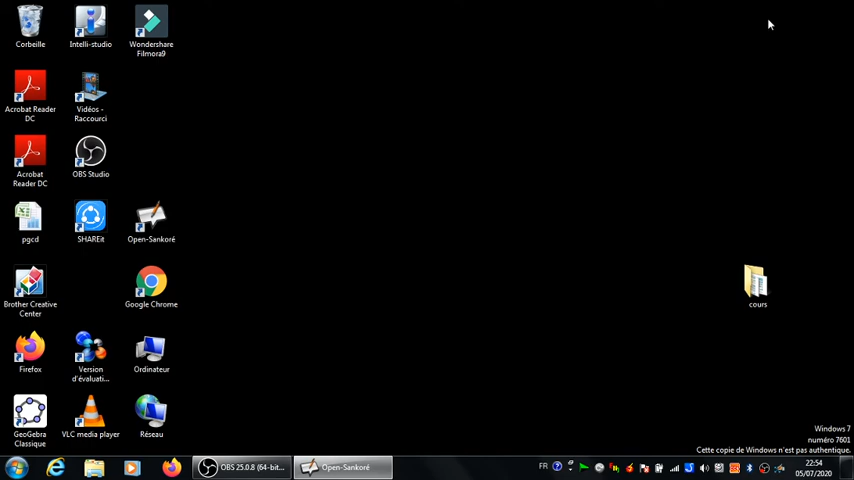 Corbeille
Intelli-studio
Wondershare
Filmora9
Acrobat Reader
DC
Vidéos -
Raccourci
Acrobat
Reader DC
OBS Studio
pgcd
SHAREit
Open-Sankoré
Brother Creative
Center
Google Chrome
cours
Firefox
Version
d'évaluati...
Ordinateur
GeoGebra
Classique
VLC media player
Réseau
Windows 7
numéro 7601
Cette copie de Windows n'est pas authentique.
OBS 25.0.8 (64-bit...
Open-Sankoré
FR
22:54
05/07/2020